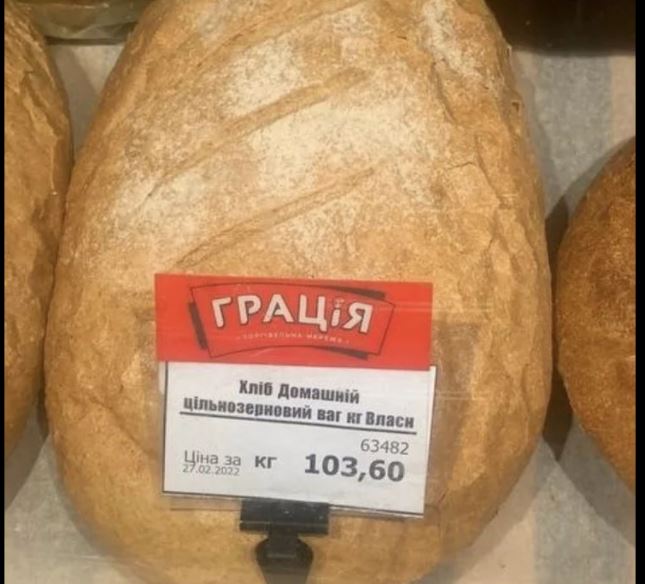 ГРАЦіЯ
ТОРГІВЕЛЬНА МЕРЕЖА
Хліб Домашній
цільнозерновий ваг кг Власн
63482
Ціна за кг 103,60
27.02.2022